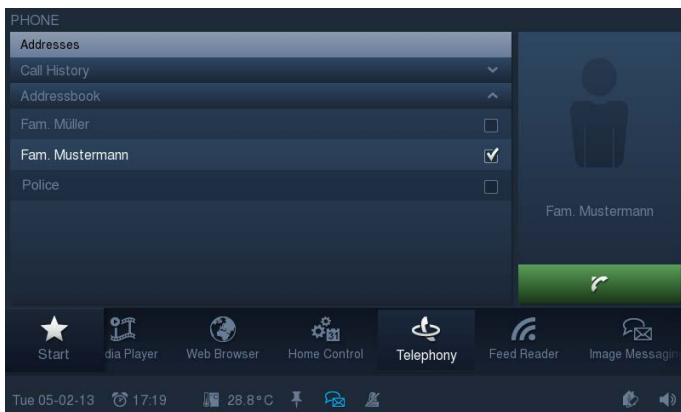 PHONE
Addresses
Call History
Addressbook
Fam. Müller
Fam. Mustermann
Police
Fam. Mustermann
Start
dia Player
Web Browser
Home Control
31
Telephony
Feed Reader
Image Messagin
Tue 05-02-13 17:19 28.8°C